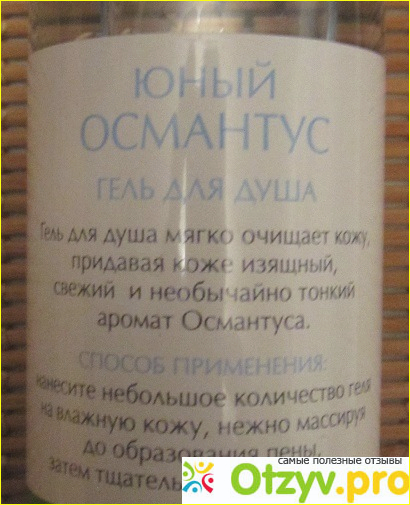 ЮНЫЙ
ОСМАНТУС
ГЕЛЬ ДЛЯ ДУША
Гель для душа мягко очищает кожу,
придавая коже изящный,
свежий и необычайно тонкий
аромат Османтуса.
СПОСОБ ПРИМЕНЕНИЯ:
нанесите небольшое количество геля
на влажную кожу, нежно массируя
до образования пены,
затем
самые полезные отзывы
Otzyv.pro